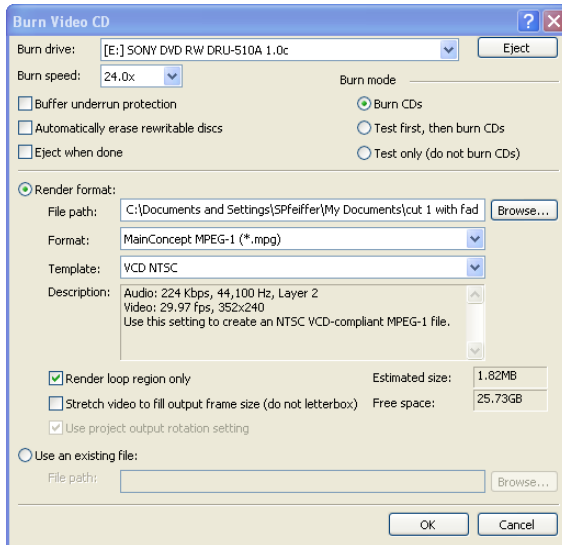 Burn Video CD
Burn drive: [E:] SONY DVD RW DRU-510A 1.0c Eject
Burn speed: 24.0x
Burn mode
Buffer underrun protection
Burn CDs
Automatically erase rewritable discs
Test first, then burn CDs
Eject when done
Test only (do not burn CDs)
Render format:
File path: C:\Documents and Settings\SPfeiffer\My Documents\cut 1 with fad Browse...
Format: MainConcept MPEG-1 (*.mpg)
Template: VCD NTSC
Description: Audio: 224 Kbps, 44,100 Hz, Layer 2
Video: 29.97 fps, 352x240
Use this setting to create an NTSC VCD-compliant MPEG-1 file.
Render loop region only
Estimated size: 1.82MB
Stretch video to fill output frame size (do not letterbox)
Free space: 25.73GB
Use project output rotation setting
Use an existing file:
File path: Browse...
OK Cancel